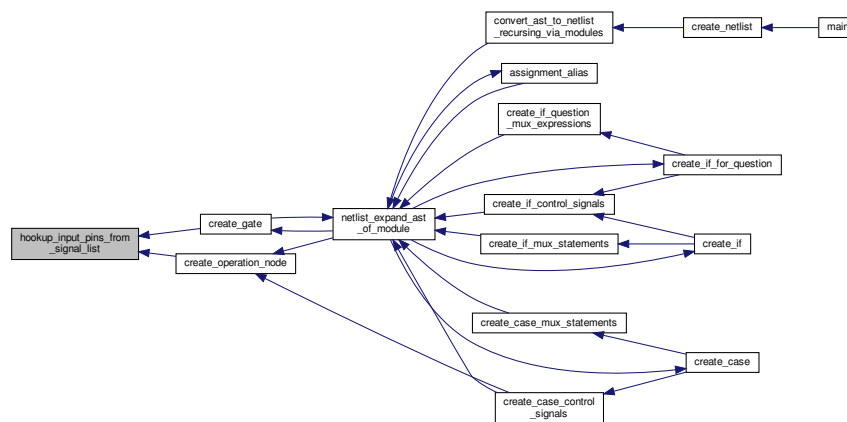 convert_ast_to_netlist
_recursing_via_modules
create_netlist
main
assignment_alias
create_if_question
_mux_expressions
create_if_for_question
create_if_control_signals
netlist_expand_ast
_of_module
create_gate
hookup_input_pins_from
_signal_list
create_operation_node
create_if_mux_statements
create_if
create_case_mux_statements
create_case
create_case_control
_signals